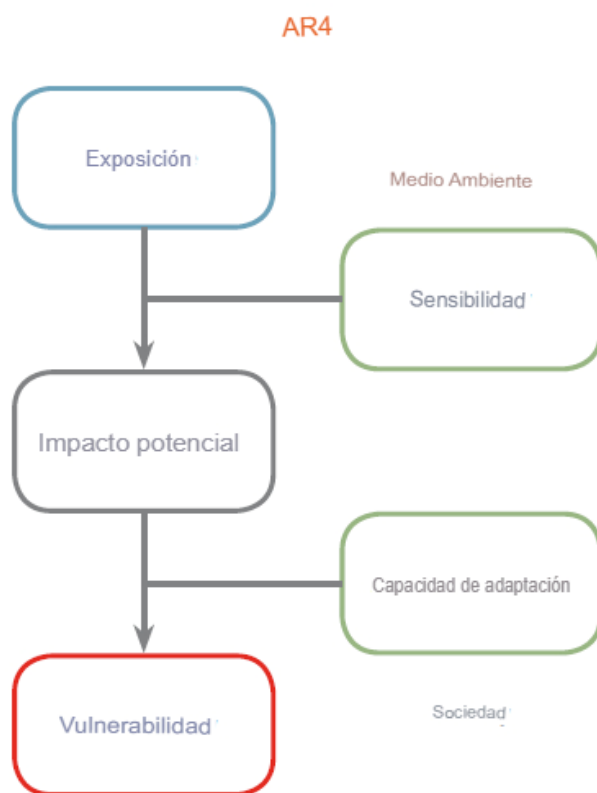 AR4
Exposición
Medio Ambiente
Sensibilidad
Impacto potencial
Capacidad de adaptación
Vulnerabilidad
Sociedad